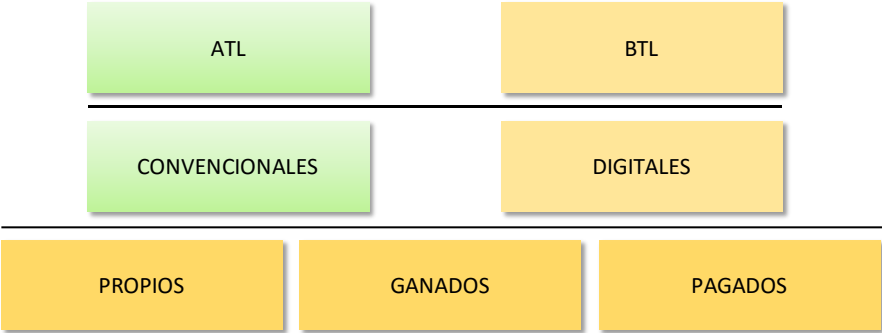 ATL
BTL
CONVENCIONALES
DIGITALES
PROPIOS
GANADOS
PAGADOS